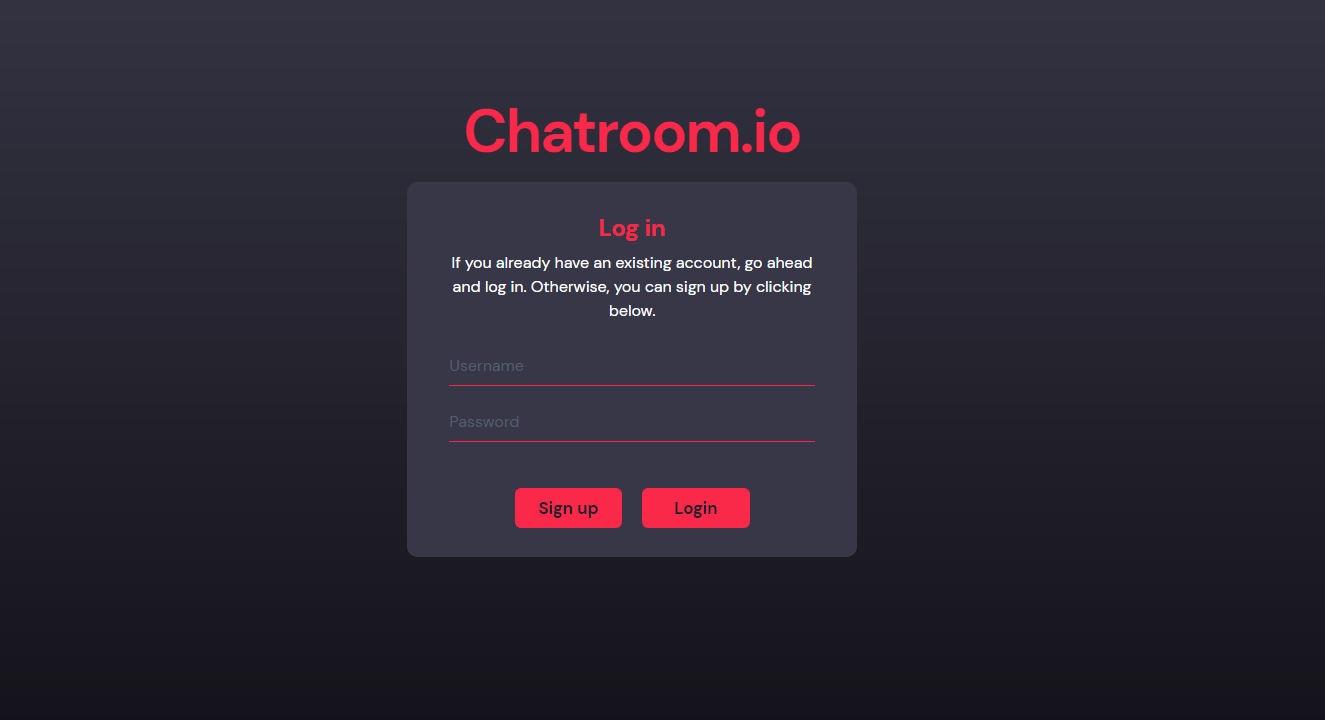 Chatroom.io
Log in
If you already have an existing account, go ahead
and log in. Otherwise, you can sign up by clicking
below.
Username
Password
Sign up
Login